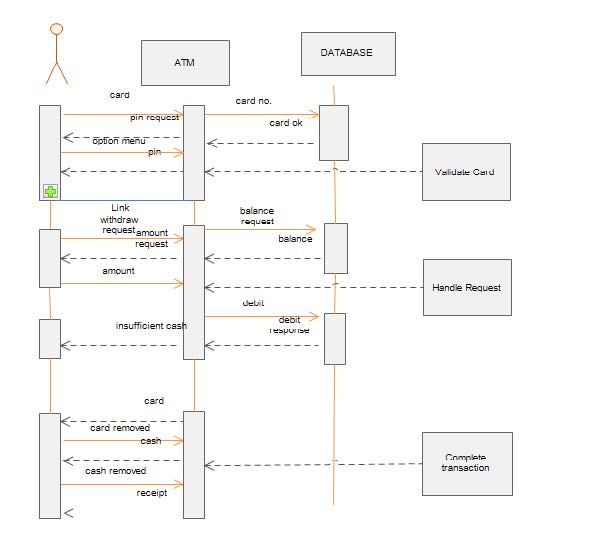 ATM
DATABASE
card
card no.
pin request
card ok
option menu
pin
Validate Card
Link
withdraw
request
amount
request
balance
request
balance
amount
Handle Request
debit
insufficient cash
debit
response
card
card removed
cash
Complete
transaction
cash removed
receipt